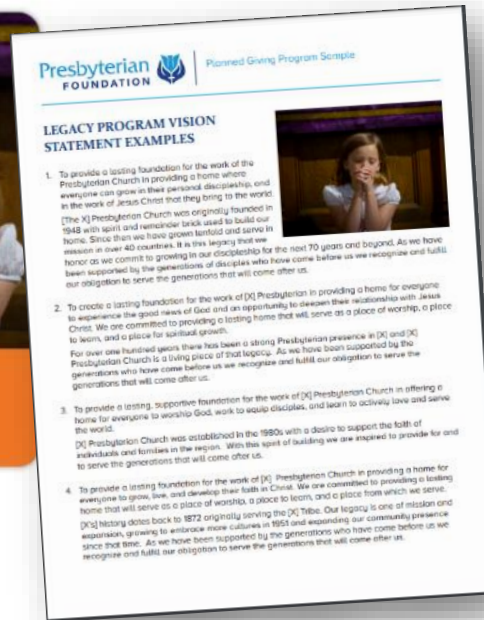 Presbyterian
FOUNDATION
Planned Giving Program Sample
LEGACY PROGRAM VISION
STATEMENT EXAMPLES
1. To provide a lasting foundation for the work of the
Presbyterian Church in providing a home where
everyone can grow in their personal discipleship, and
in the work of Jesus Christ that they bring to the world.
[The X] Presbyterian Church was originally founded in
1948 with spirit and remainder brick used to build our
home. Since then we have grown tenfold and serve in
mission in over 40 countries. It is this legacy that we
honor as we commit to growing in our discipleship for the next 70 years and beyond. As we have
been supported by the generations of disciples who have come before us we recognize and fulfill
our obligation to serve the generations that will come after us.
2. To create a lasting foundation for the work of [X] Presbyterian in providing a home for everyone
to experience the good news of God and an opportunity to deepen their relationship with Jesus
Christ. We are committed to providing a lasting home that will serve as a place of worship, a place
to learn, and a place for spiritual growth.
For over one hundred years there has been a strong Presbyterian presence in [X] and [X]
Presbyterian Church is a living piece of that legacy. As we have been supported by the
generations who have come before us we recognize and fulfill our obligation to serve the
generations that will come after us.
3. To provide a lasting, supportive foundation for the work of [X] Presbyterian Church in offering a
home for everyone to worship God, work to equip disciples, and learn to actively love and serve
the world.
[X] Presbyterian Church was established in the 1980s with a desire to support the faith of
individuals and families in the region. With this spirit of building we are inspired to provide for and
to serve the generations that will come after us.
4. To provide a lasting foundation for the work of [X] Presbyterian Church in providing a home for
everyone to grow, live, and develop their faith in Christ. We are committed to providing a lasting
home that will serve as a place of worship, a place to learn, and a place from which we serve.
[X's] history dates back to 1872 originally serving the [X] Tribe. Our legacy is one of mission and
expansion, growing to embrace more cultures in 1951 and expanding our community presence
since that time. As we have been supported by the generations who have come before us we
recognize and fulfill our obligation to serve the generations that will come after us.